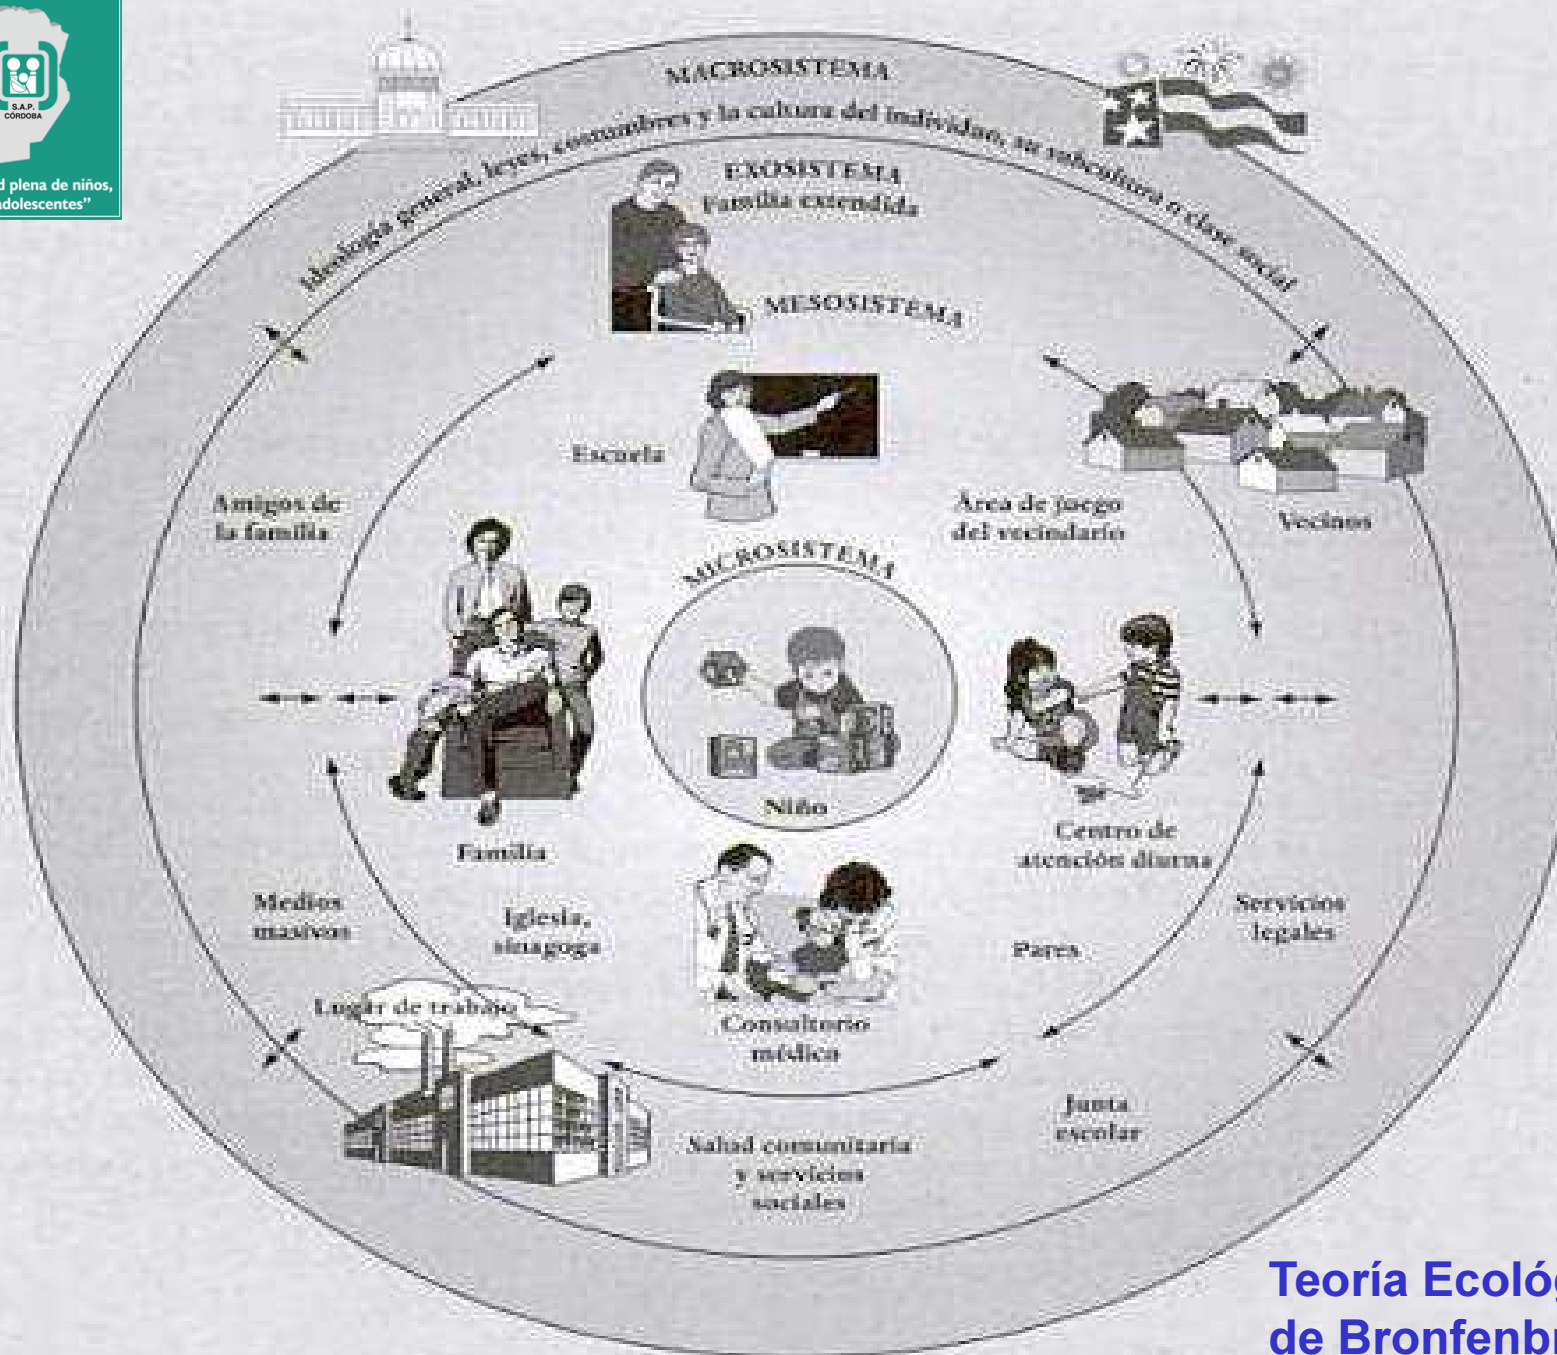 S.A.P.
CÓRDOBA
d plena de niños,
adolescentes”
MACROSISTEMA
Ideología general, leyes, costumbres y la cultura del individuo, su subcultura o clase social
EXOSISTEMA
Familia extendida
MESOSISTEMA
Escuela
Amigos de
la familia
Área de juego
del vecindario
Vecinos
MICROSISTEMA
Niño
Familia
Centro de
atención diurna
Medios
masivos
Iglesia,
sinagoga
Servicios
legales
Pares
Lugar de trabajo
Consultorio
médico
Junta
escolar
Salud comunitaria
y servicios
sociales
Teoría Ecológ
de Bronfenbr